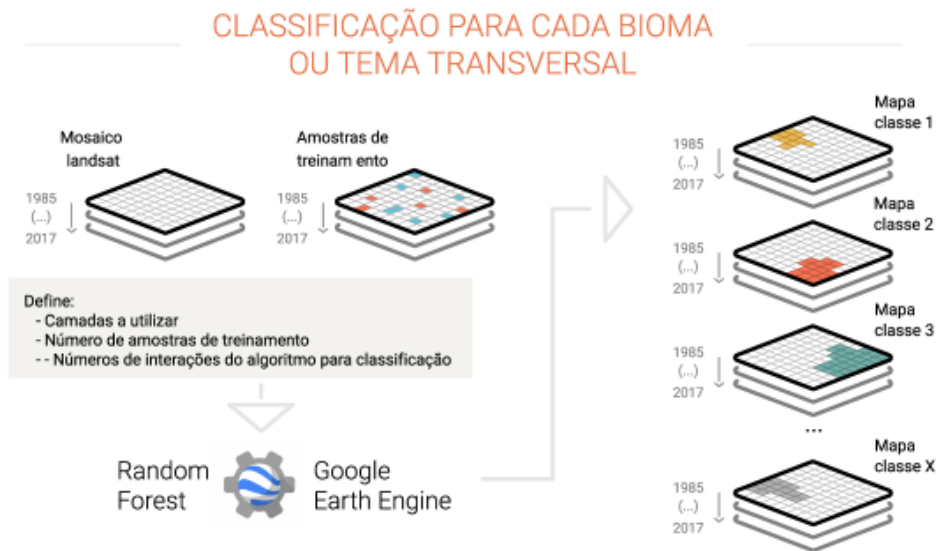 CLASSIFICAÇÃO PARA CADA BIOMA
OU TEMA TRANSVERSAL
Mosaico
landsat
1985
(...)
2017
Amostras de
treinam ento
1985
(...)
2017
Define:
- Camadas a utilizar
- Número de amostras de treinamento
- - Números de interações do algoritmo para classificação
Random
Forest
Google
Earth Engine
Mapa
classe 1
1985
(...)
2017
Mapa
classe 2
1985
(...)
2017
Mapa
classe 3
1985
(...)
2017
...
Mapa
classe X
1985
(...)
2017